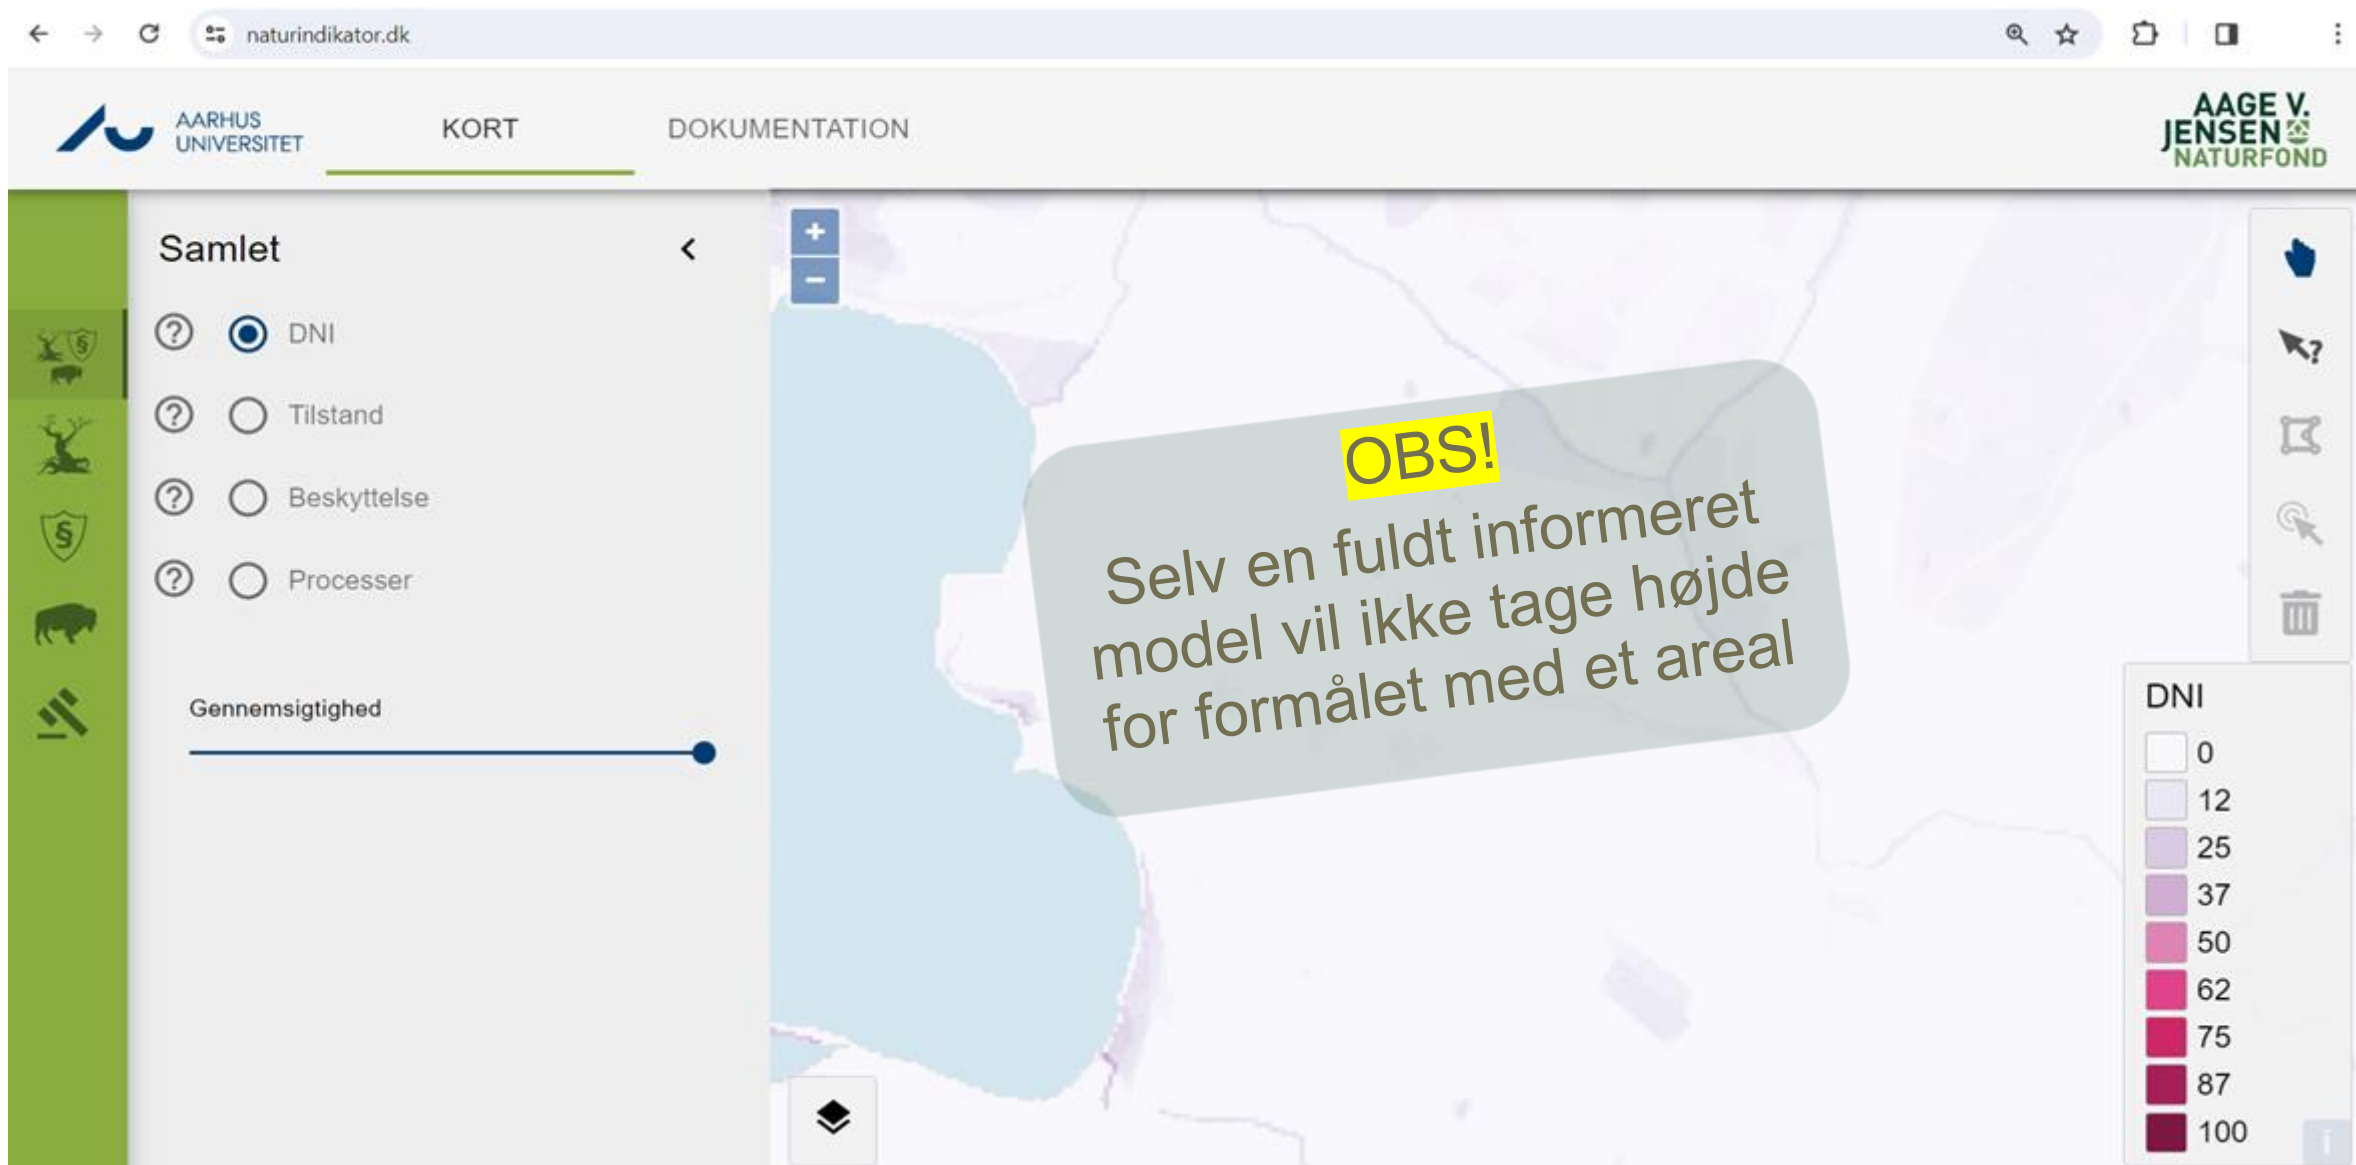 naturindikator.dk
AARHUS
UNIVERSITET
KORT
DOKUMENTATION
AAGE V.
JENSEN
NATURFOND
Samlet
DNI
Tilstand
Beskyttelse
Processer
Gennemsigtighed
OBS!
Selv en fuldt informeret
model vil ikke tage højde
for formålet med et areal
DNI
0
12
25
37
50
62
75
87
100